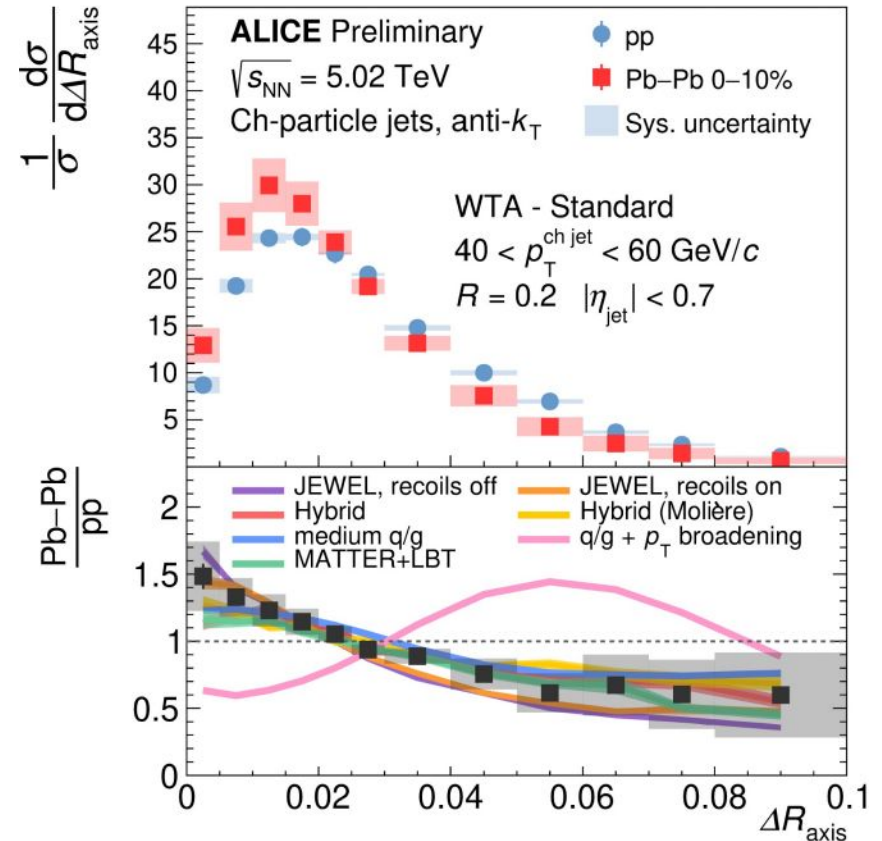 1/σ dσ/dΔR_axis
45
40
35
30
25
20
15
10
5
ALICE Preliminary
√s_NN = 5.02 TeV
Ch-particle jets, anti-k_T
pp
Pb–Pb 0–10%
Sys. uncertainty
WTA - Standard
40 < p_T^ch jet < 60 GeV/c
R = 0.2 |η_jet| < 0.7
Pb–Pb/pp
2
1.5
1
0.5
0
JEWEL, recoils off
Hybrid
medium q/g
MATTER+LBT
JEWEL, recoils on
Hybrid (Molière)
q/g + p_T broadening
0 0.02 0.04 0.06 0.08 0.1
ΔR_axis